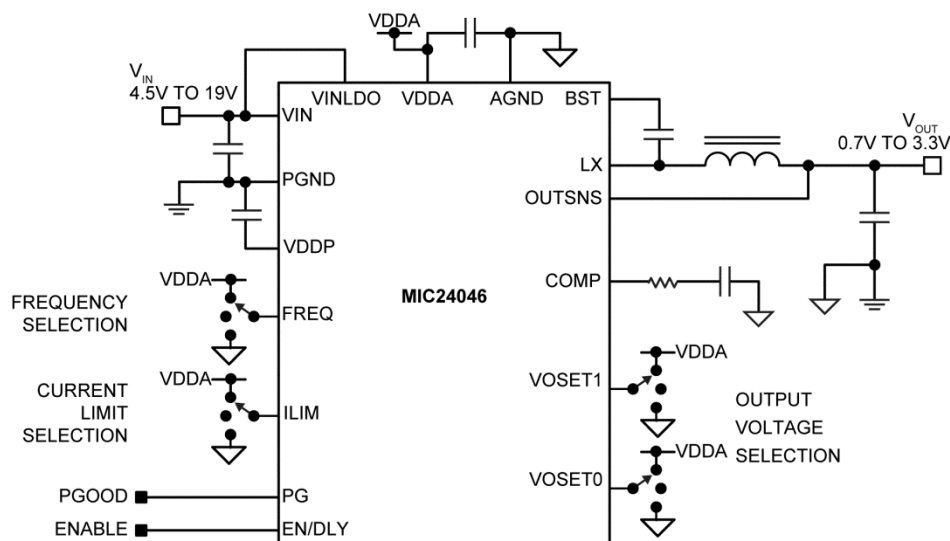 VDDA
VIN
4.5V TO 19V
VINLDO
VDDA
AGND
BST
VIN
VOUT
0.7V TO 3.3V
LX
PGND
OUTSNS
VDDP
COMP
MIC24046
VDDA
FREQUENCY
SELECTION
FREQ
VDDA
CURRENT
LIMIT
SELECTION
ILIM
VDDA
VOSET1
OUTPUT
VOLTAGE
SELECTION
VDDA
VOSET0
PGOOD
PG
ENABLE
EN/DLY